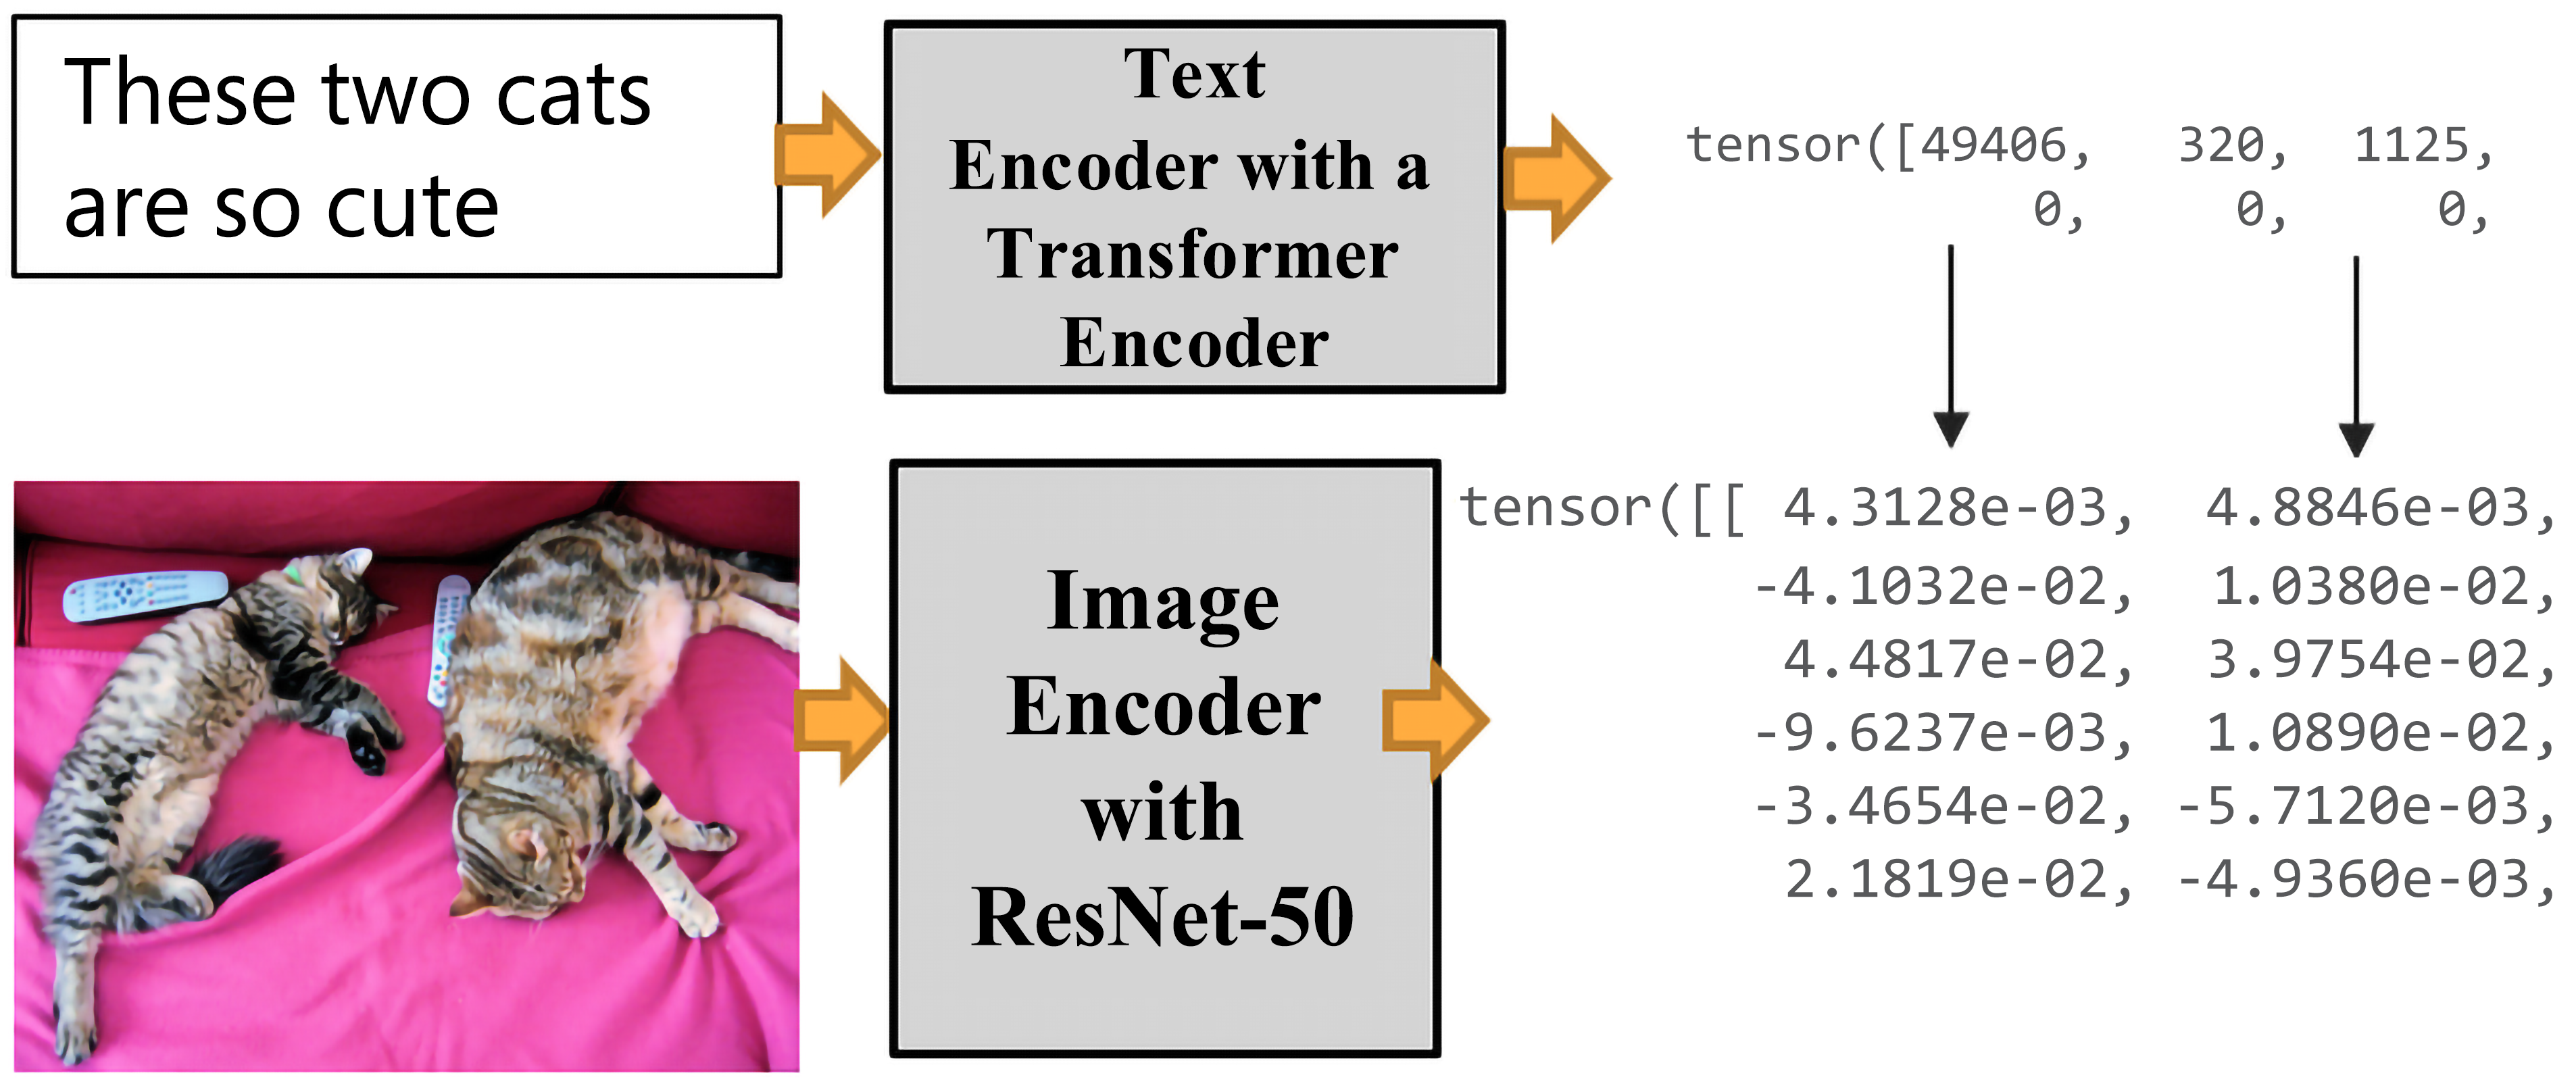 These two cats
are so cute
Text
Encoder with a
Transformer
Encoder
tensor([49406, 320, 1125,
0, 0, 0,
Image
Encoder
with
ResNet-50
tensor([[ 4.3128e-03, 4.8846e-03,
-4.1032e-02, 1.0380e-02,
4.4817e-02, 3.9754e-02,
-9.6237e-03, 1.0890e-02,
-3.4654e-02, -5.7120e-03,
2.1819e-02, -4.9360e-03,